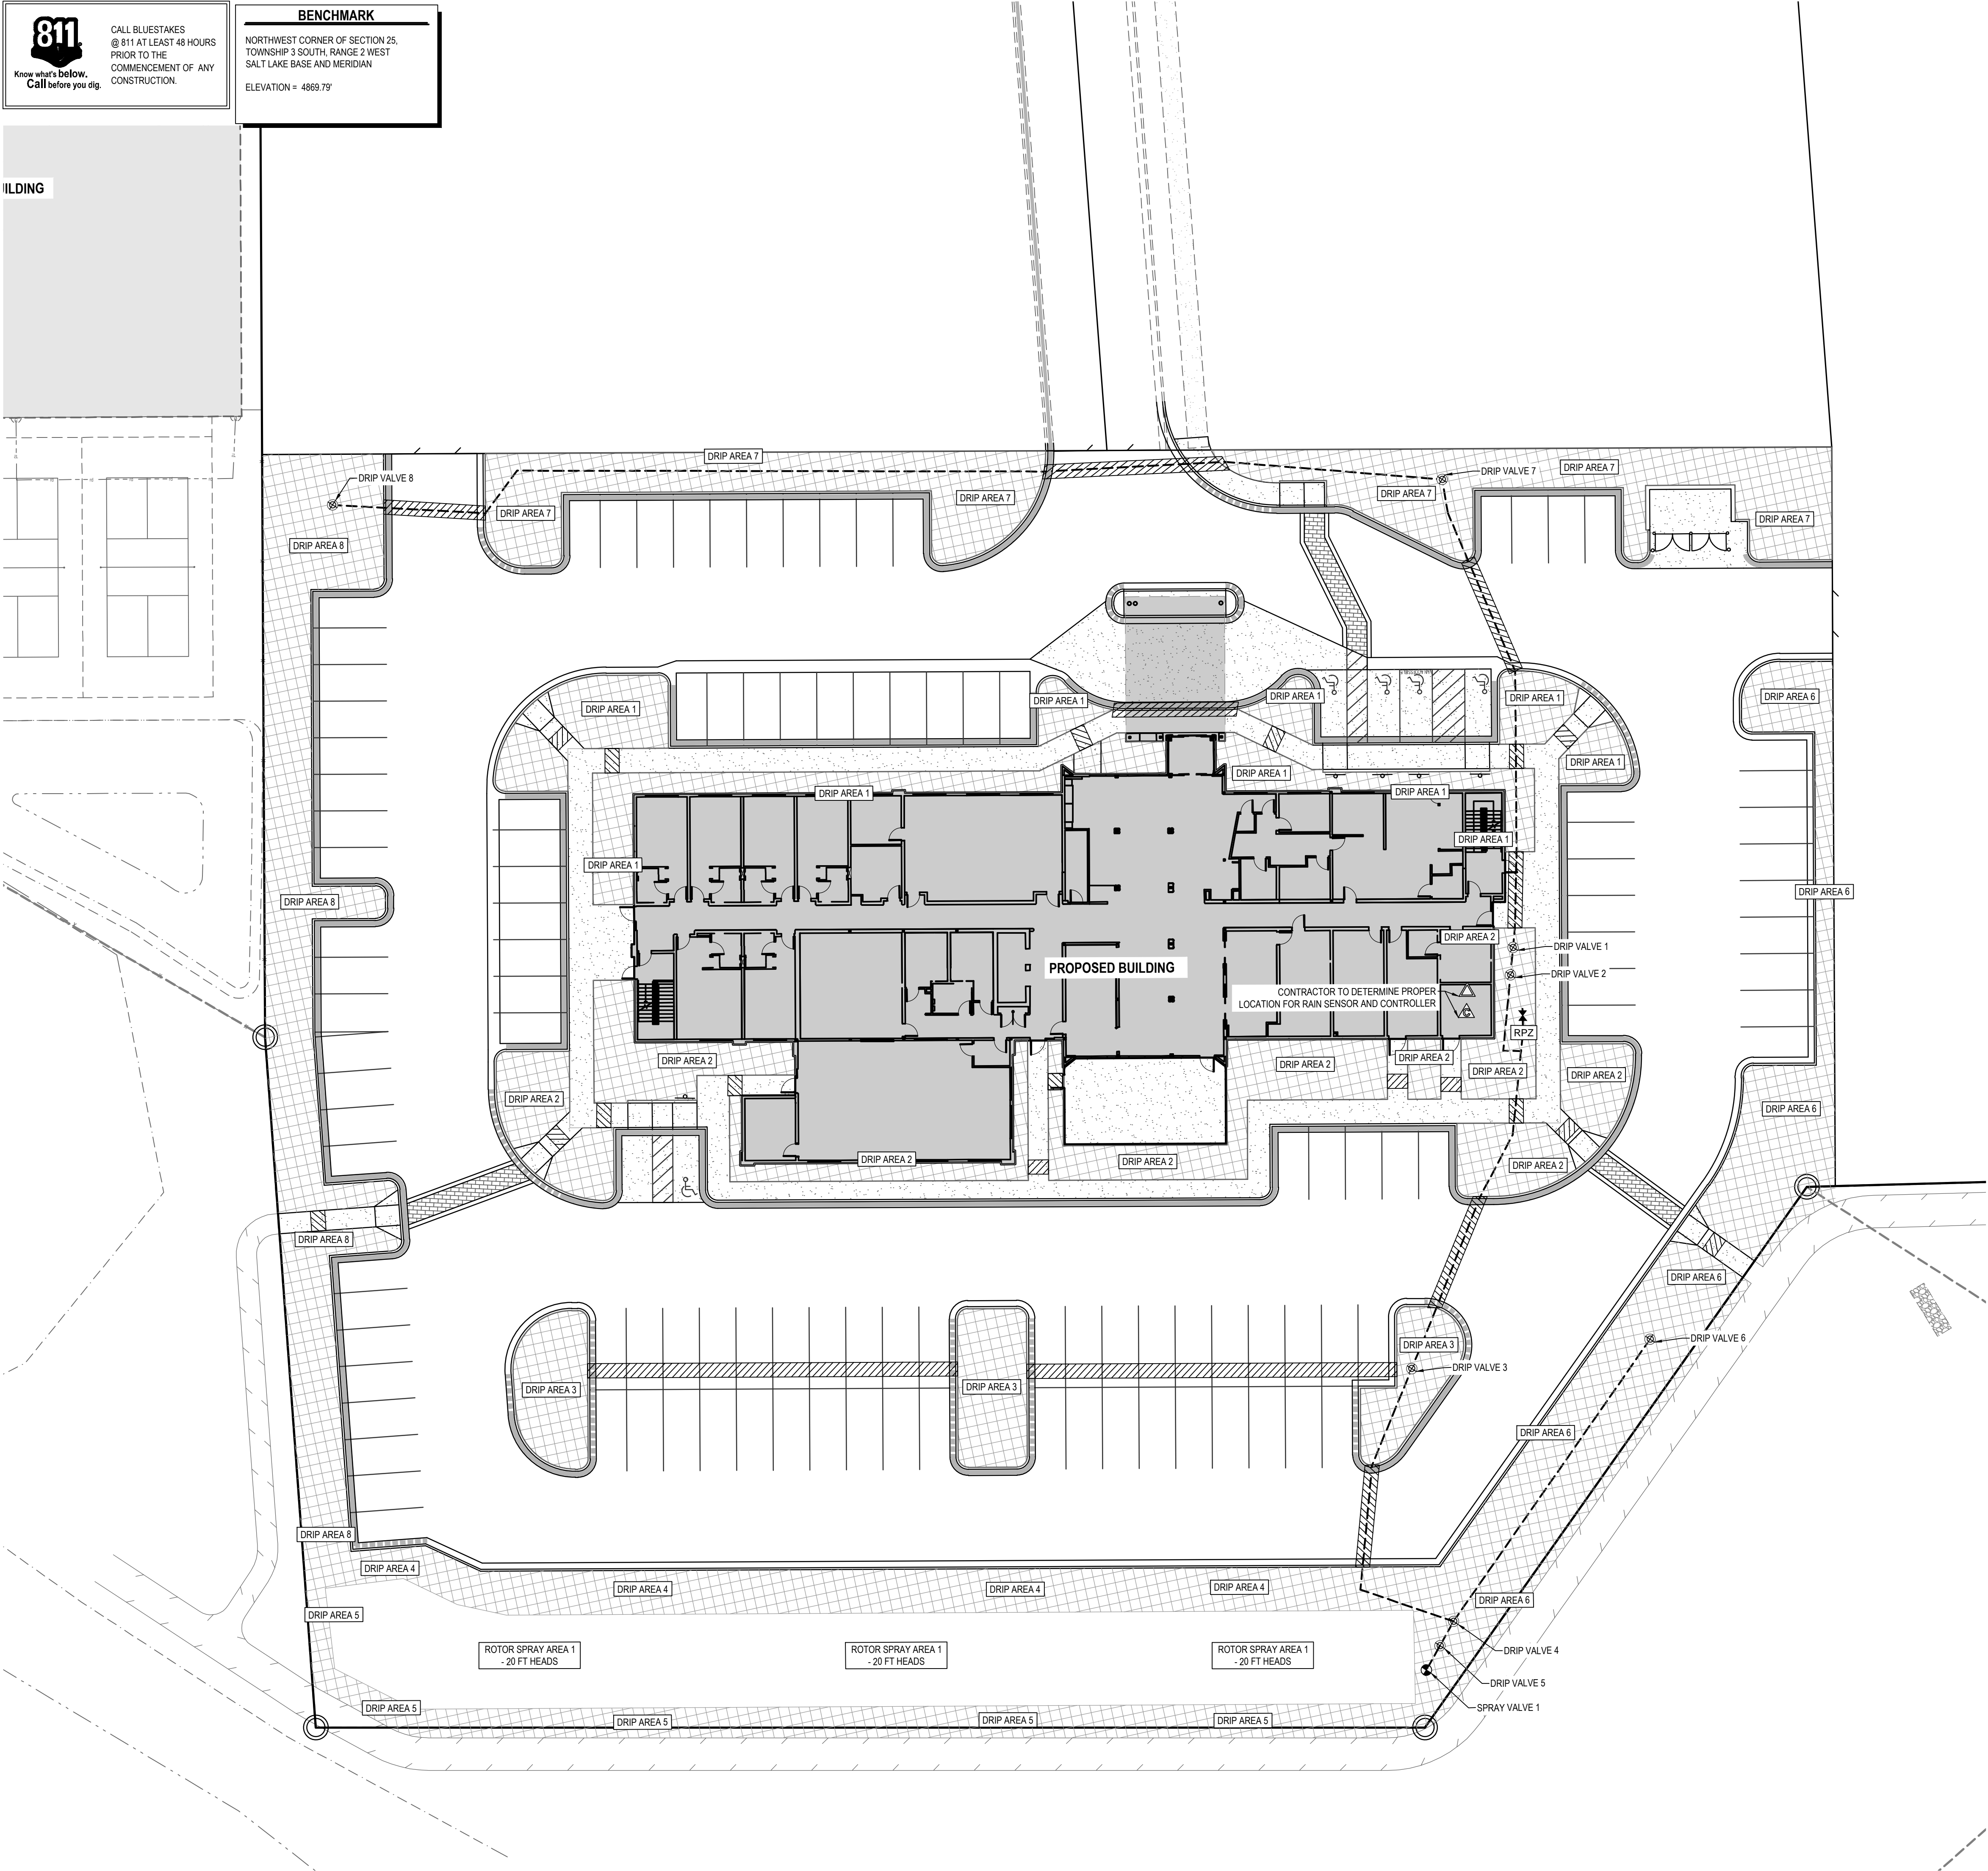 811
Know what's below.
Call before you dig.
CALL BLUESTAKES
@ 811 AT LEAST 48 HOURS
PRIOR TO THE
COMMENCEMENT OF ANY
CONSTRUCTION.
BENCHMARK
NORTHWEST CORNER OF SECTION 25,
TOWNSHIP 3 SOUTH, RANGE 2 WEST
SALT LAKE BASE AND MERIDIAN
ELEVATION = 4869.79'
ILDING
DRIP AREA 7
DRIP VALVE 8
DRIP AREA 7
DRIP AREA 7
DRIP AREA 8
DRIP VALVE 7
DRIP AREA 7
DRIP AREA 7
DRIP AREA 7
DRIP AREA 1
DRIP AREA 1
DRIP AREA 1
DRIP AREA 1
DRIP AREA 6
DRIP AREA 1
DRIP AREA 1
DRIP AREA 1
DRIP AREA 1
DRIP AREA 1
DRIP AREA 1
DRIP AREA 8
DRIP AREA 6
DRIP AREA 2
DRIP VALVE 1
DRIP VALVE 2
PROPOSED BUILDING
CONTRACTOR TO DETERMINE PROPER
LOCATION FOR RAIN SENSOR AND CONTROLLER
C
RPZ
DRIP AREA 2
DRIP AREA 2
DRIP AREA 2
DRIP AREA 2
DRIP AREA 2
DRIP AREA 2
DRIP AREA 6
DRIP AREA 2
DRIP AREA 2
DRIP AREA 2
DRIP AREA 8
DRIP AREA 6
DRIP VALVE 6
DRIP AREA 3
DRIP VALVE 3
DRIP AREA 3
DRIP AREA 3
DRIP AREA 6
DRIP AREA 8
DRIP AREA 4
DRIP AREA 4
DRIP AREA 4
DRIP AREA 4
DRIP AREA 6
DRIP AREA 5
ROTOR SPRAY AREA 1
- 20 FT HEADS
ROTOR SPRAY AREA 1
- 20 FT HEADS
ROTOR SPRAY AREA 1
- 20 FT HEADS
DRIP VALVE 4
DRIP VALVE 5
SPRAY VALVE 1
DRIP AREA 5
DRIP AREA 5
DRIP AREA 5
DRIP AREA 5